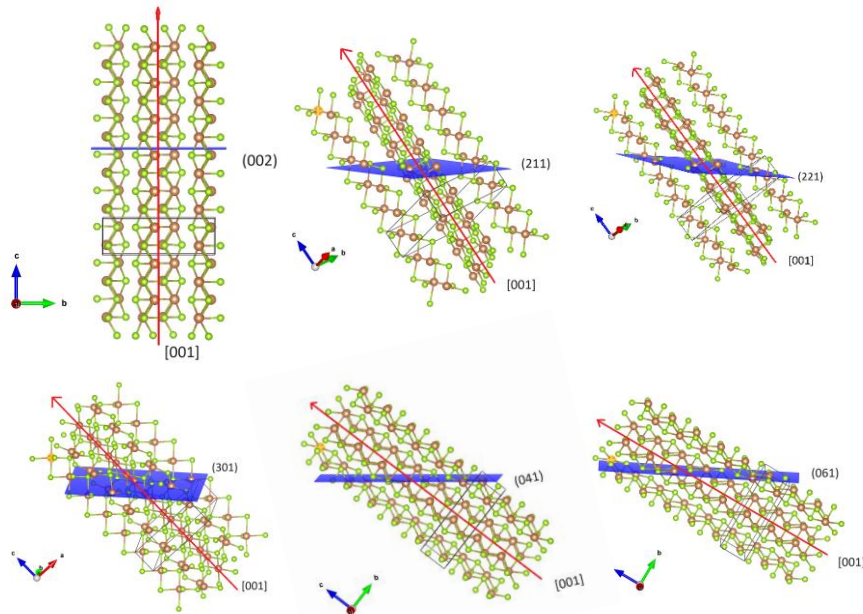 (002)
c
b
[001]
(211)
c
a
b
[001]
(221)
c
b
[001]
(301)
c
b
a
[001]
(041)
c
b
[001]
(061)
c
b
[001]